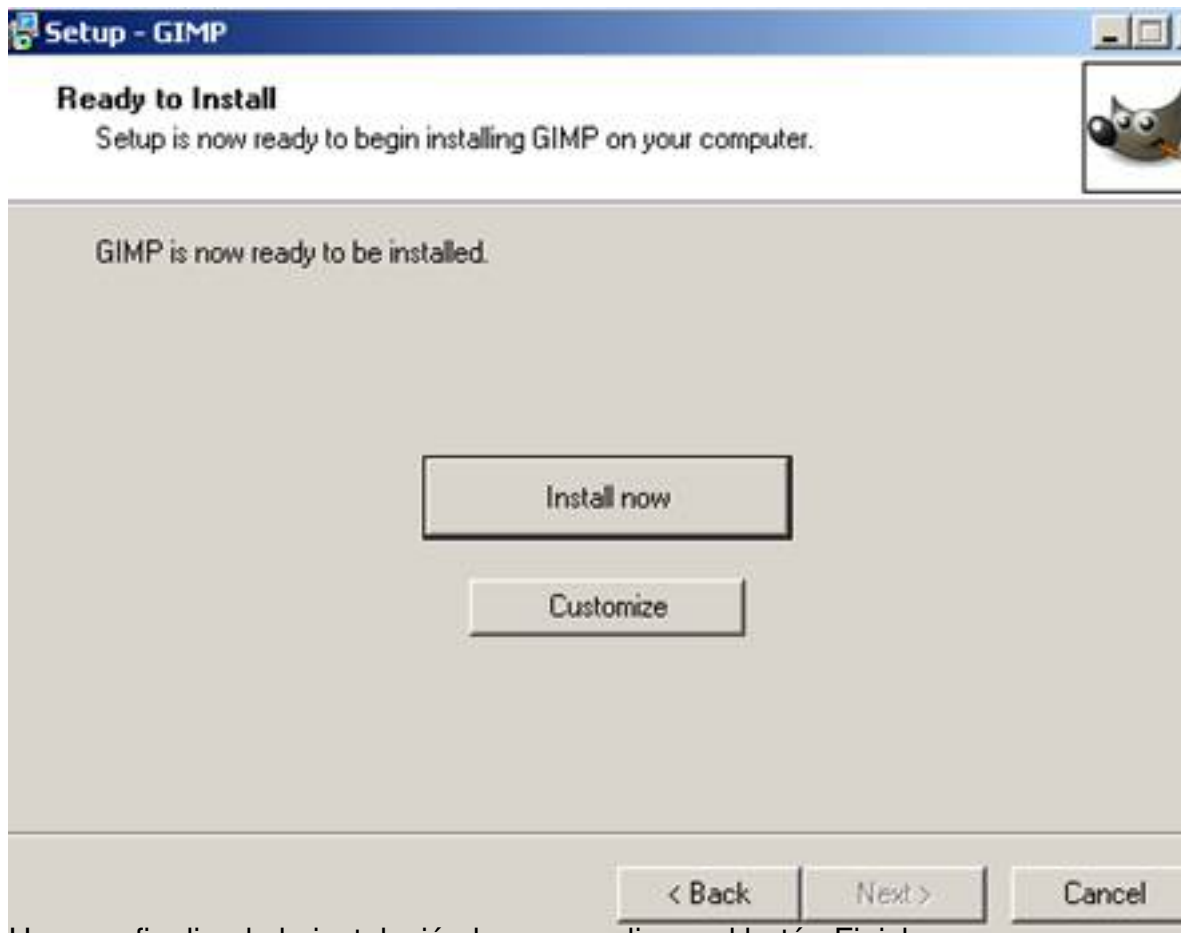 Setup - GIMP
Ready to Install
Setup is now ready to begin installing GIMP on your computer.
GIMP is now ready to be installed.
Install now
Customize
< Back
Next >
Cancel